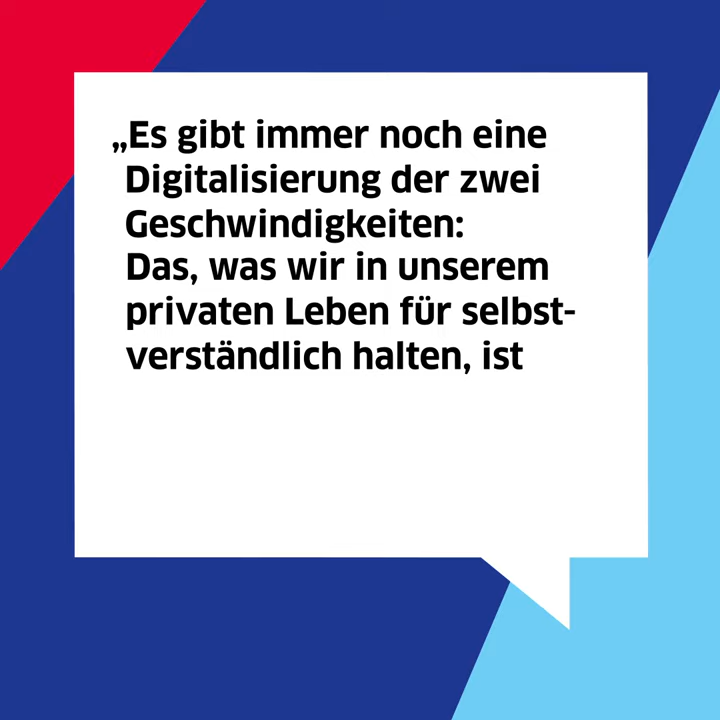 „Es gibt immer noch eine
Digitalisierung der zwei
Geschwindigkeiten:
Das, was wir in unserem
privaten Leben für selbst-
verständlich halten, ist